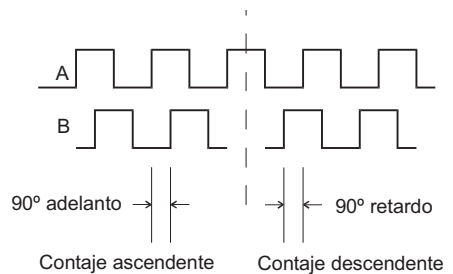 A
B
90º adelanto
90º retardo
Contaje ascendente
Contaje descendente